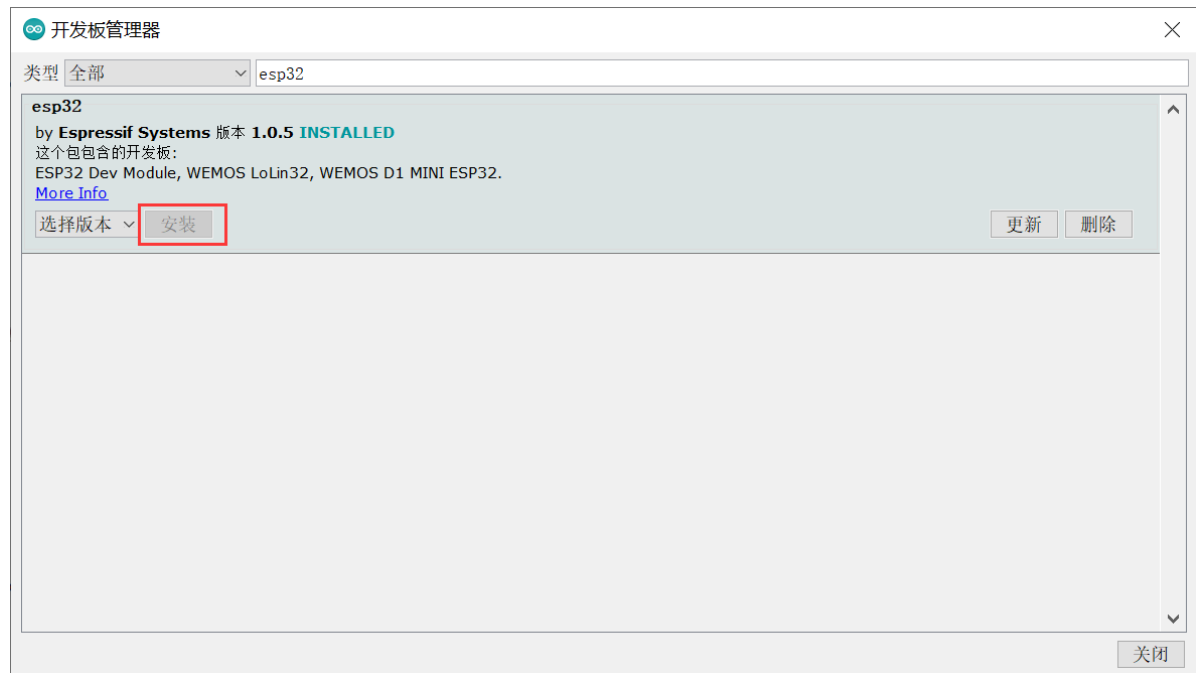 开发板管理器
类型 全部 esp32
esp32
by Espressif Systems 版本 1.0.5 INSTALLED
这个包包含的开发板:
ESP32 Dev Module, WEMOS LoLin32, WEMOS D1 MINI ESP32.
More Info
选择版本 安装 更新 删除
关闭